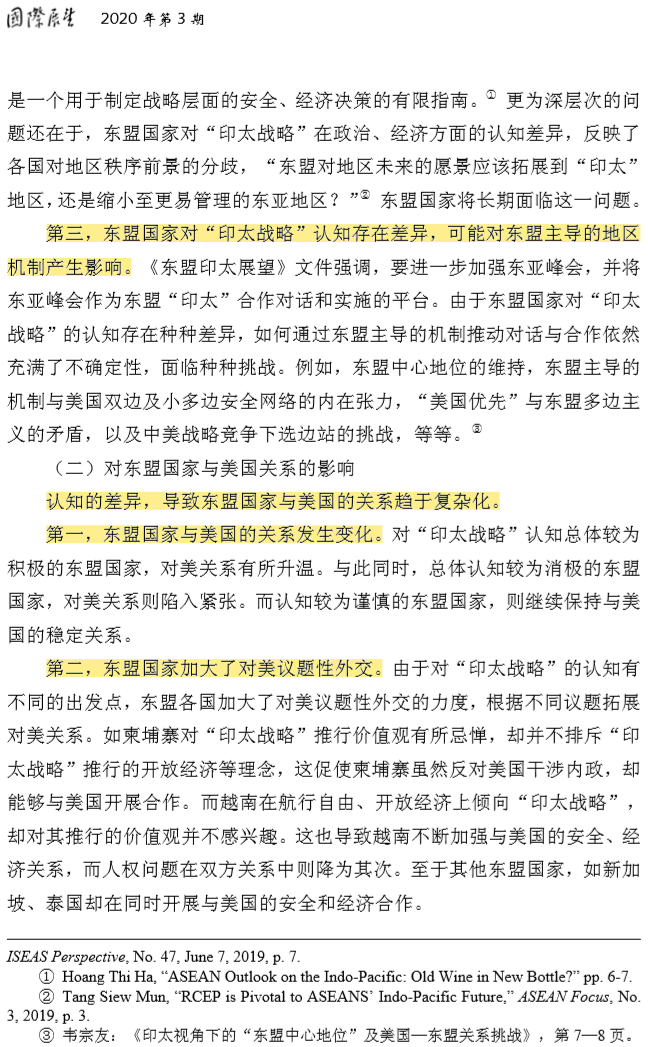 國際展望 2020 年第 3 期
是一个用于制定战略层面的安全、经济决策的有限指南。① 更为深层次的问
题还在于，东盟国家对“印太战略”在政治、经济方面的认知差异，反映了
各国对地区秩序前景的分歧，“东盟对地区未来的愿景应该拓展到“印太”
地区，还是缩小至更易管理的东亚地区？”② 东盟国家将长期面临这一问题。
第三，东盟国家对“印太战略”认知存在差异，可能对东盟主导的地区
机制产生影响。《东盟印太展望》文件强调，要进一步加强东亚峰会，并将
东亚峰会作为东盟“印太”合作对话和实施的平台。由于东盟国家对“印太
战略”的认知存在种种差异，如何通过东盟主导的机制推动对话与合作依然
充满了不确定性，面临种种挑战。例如，东盟中心地位的维持，东盟主导的
机制与美国双边及小多边安全网络的内在张力，“美国优先”与东盟多边主
义的矛盾，以及中美战略竞争下选边站的挑战，等等。③
（二）对东盟国家与美国关系的影响
认知的差异，导致东盟国家与美国的关系趋于复杂化。
第一，东盟国家与美国的关系发生变化。对“印太战略”认知总体较为
积极的东盟国家，对美关系有所升温。与此同时，总体认知较为消极的东盟
国家，对美关系则陷入紧张。而认知较为谨慎的东盟国家，则继续保持与美
国的稳定关系。
第二，东盟国家加大了对美议题性外交。由于对“印太战略”的认知有
不同的出发点，东盟各国加大了对美议题性外交的力度，根据不同议题拓展
对美关系。如柬埔寨对“印太战略”推行价值观有所忌惮，却并不排斥“印
太战略”推行的开放经济等理念，这促使柬埔寨虽然反对美国干涉内政，却
能够与美国开展合作。而越南在航行自由、开放经济上倾向“印太战略”，
却对其推行的价值观并不感兴趣。这也导致越南不断加强与美国的安全、经
济关系，而人权问题在双方关系中则降为其次。至于其他东盟国家，如新加
坡、泰国却在同时开展与美国的安全和经济合作。
ISEAS Perspective, No. 47, June 7, 2019, p. 7.
① Hoang Thi Ha, “ASEAN Outlook on the Indo-Pacific: Old Wine in New Bottle?” pp. 6-7.
② Tang Siew Mun, “RCEP is Pivotal to ASEANS’ Indo-Pacific Future,” ASEAN Focus, No.
3, 2019, p. 3.
③ 韦宗友：《印太视角下的“东盟中心地位”及美国—东盟关系挑战》，第 7—8 页。